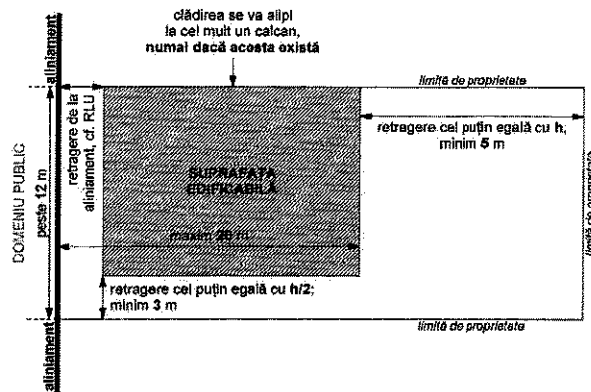 clădirea se va alipi
la cel mult un calcan,
numai dacă acosta există
aliniament
limită de proprietate
retragere de la
aliniament, cf. RLU
retragere cel puțin egală cu h;
minim 5 m
DOMENIU PUBLIC
peste 12 m
SUPRAFAȚA
EDIFICABILĂ
limită de proprietate
maxim 20 m
retragere cel puțin egală cu h/2;
minim 3 m
limită de proprietate
aliniament